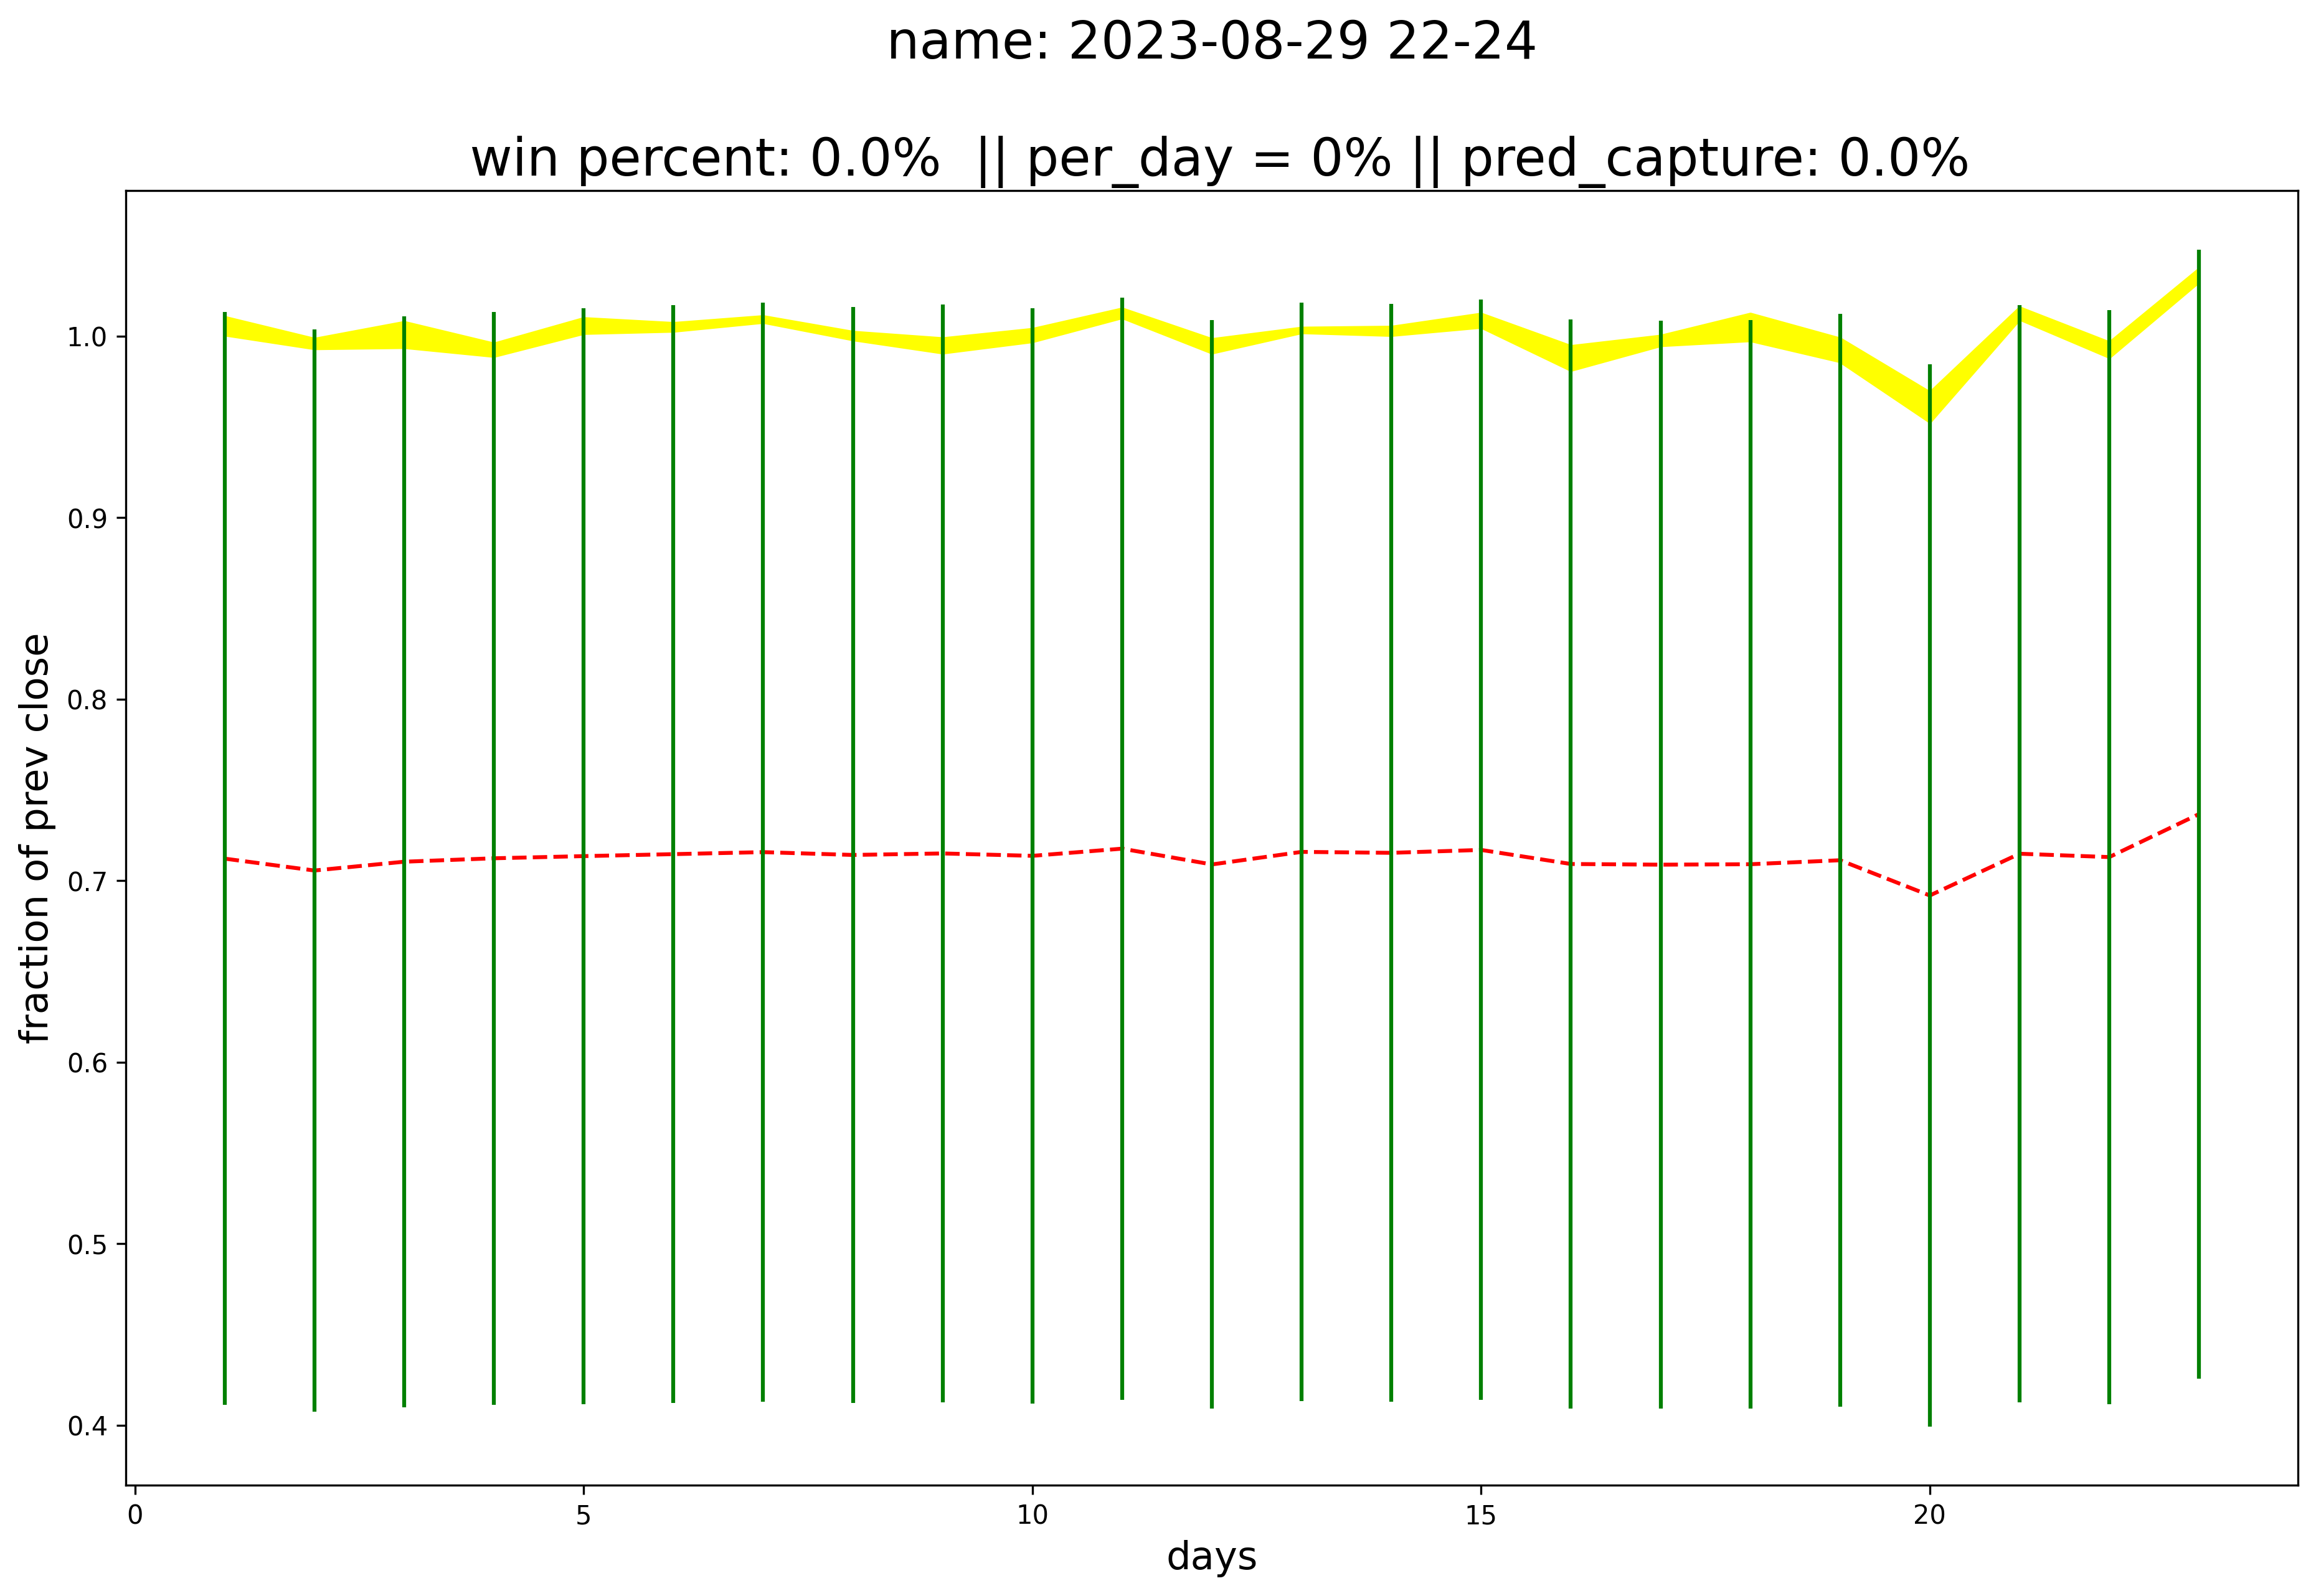 name: 2023-08-29 22-24
win percent: 0.0%  || per_day = 0% || pred_capture: 0.0%
1.0
0.9
0.8
0.7
0.6
0.5
0.4
fraction of prev close
0 5 10 15 20
days